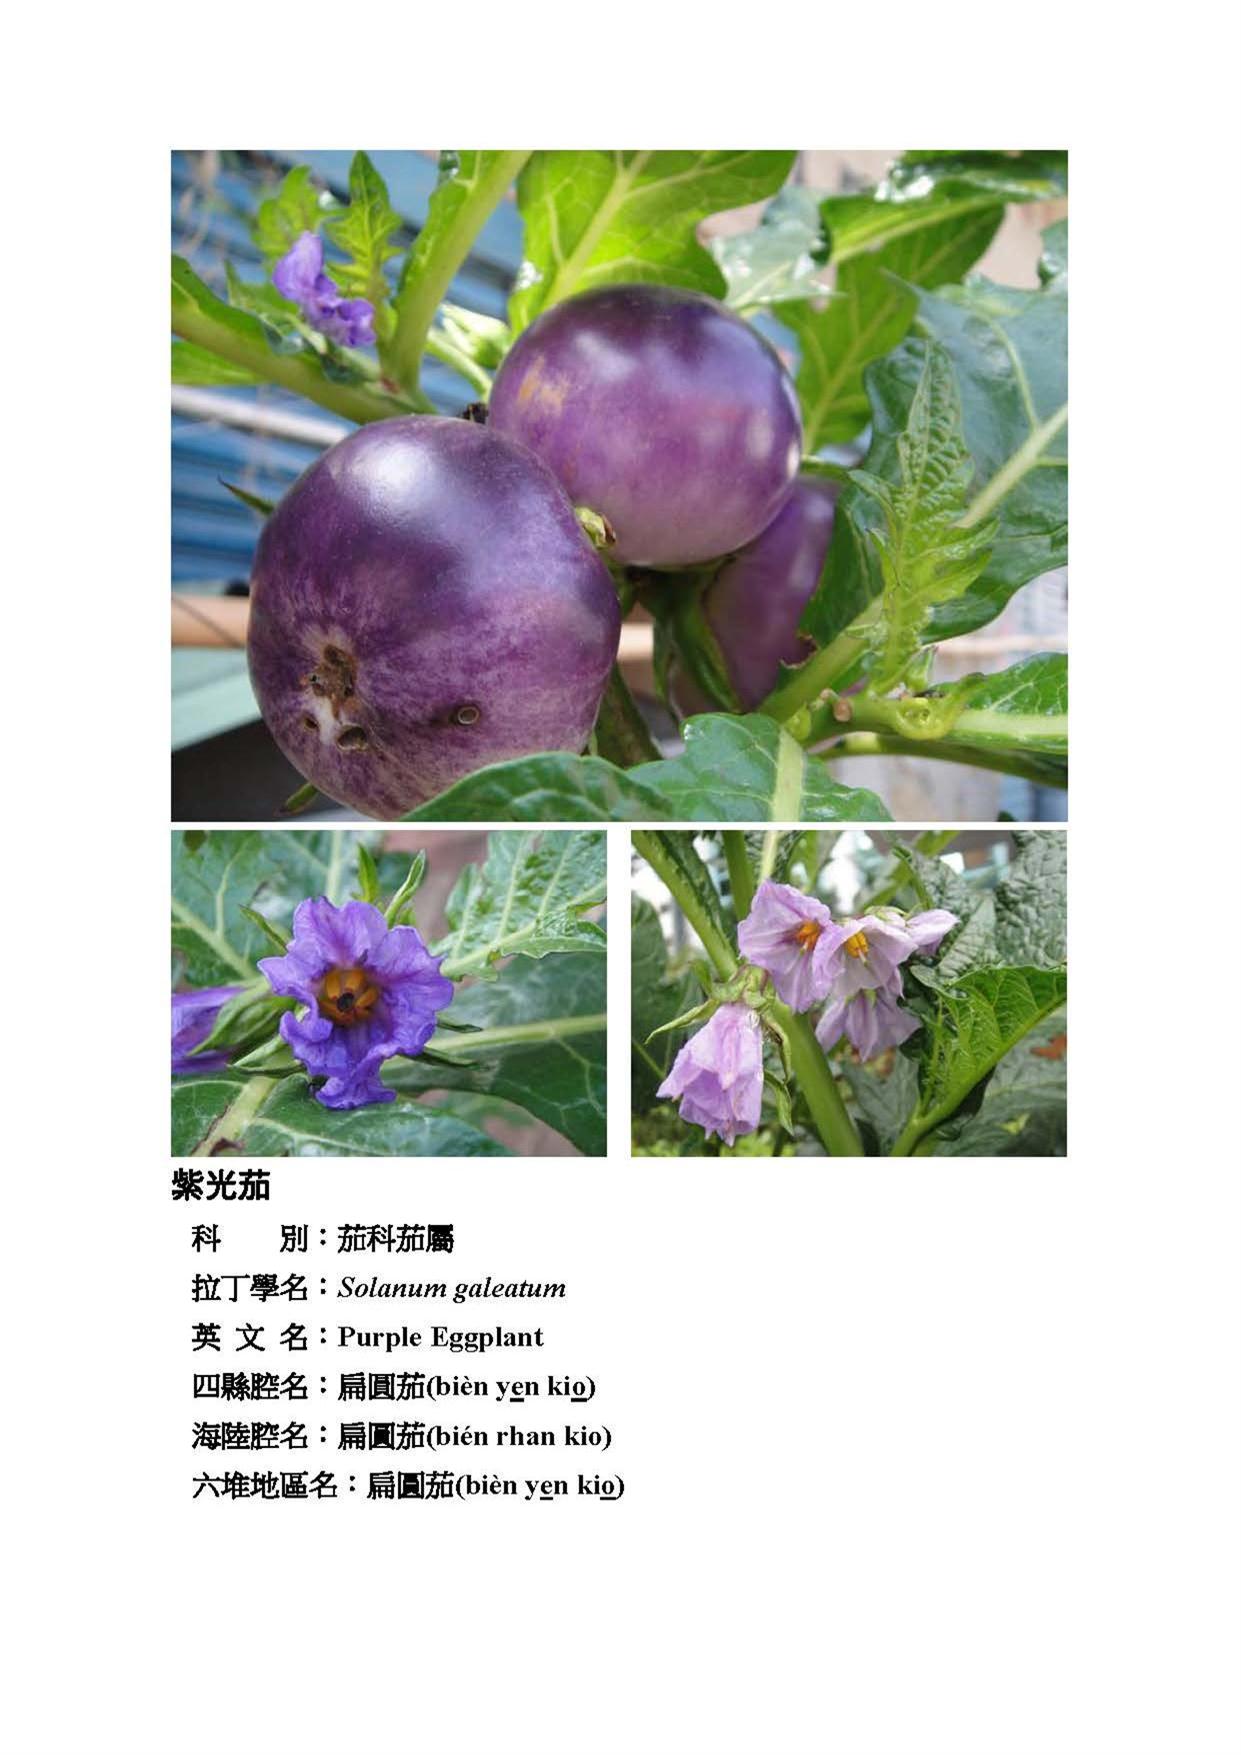 紫光茄
科　　別：茄科茄屬
拉丁學名：Solanum galeatum
英 文 名：Purple Eggplant
四縣腔名：扁圓茄(bièn yen kio)
海陸腔名：扁圓茄(bién rhan kio)
六堆地區名：扁圓茄(bièn yen kio)